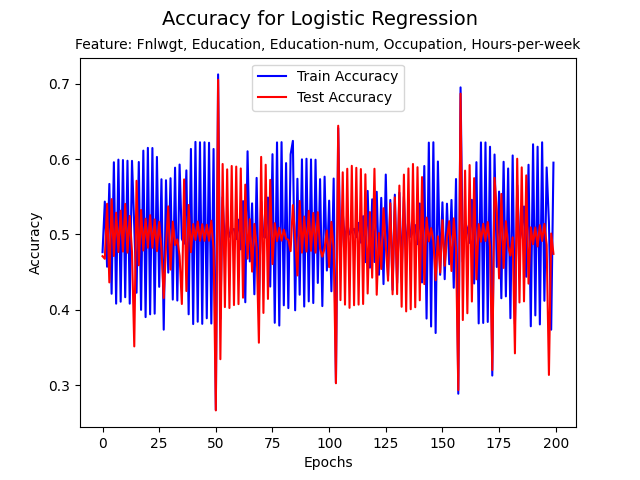 Accuracy for Logistic Regression
Feature: Fnlwgt, Education, Education-num, Occupation, Hours-per-week
Train Accuracy
Test Accuracy
0.7
0.6
0.5
0.4
0.3
Accuracy
0 25 50 75 100 125 150 175 200
Epochs